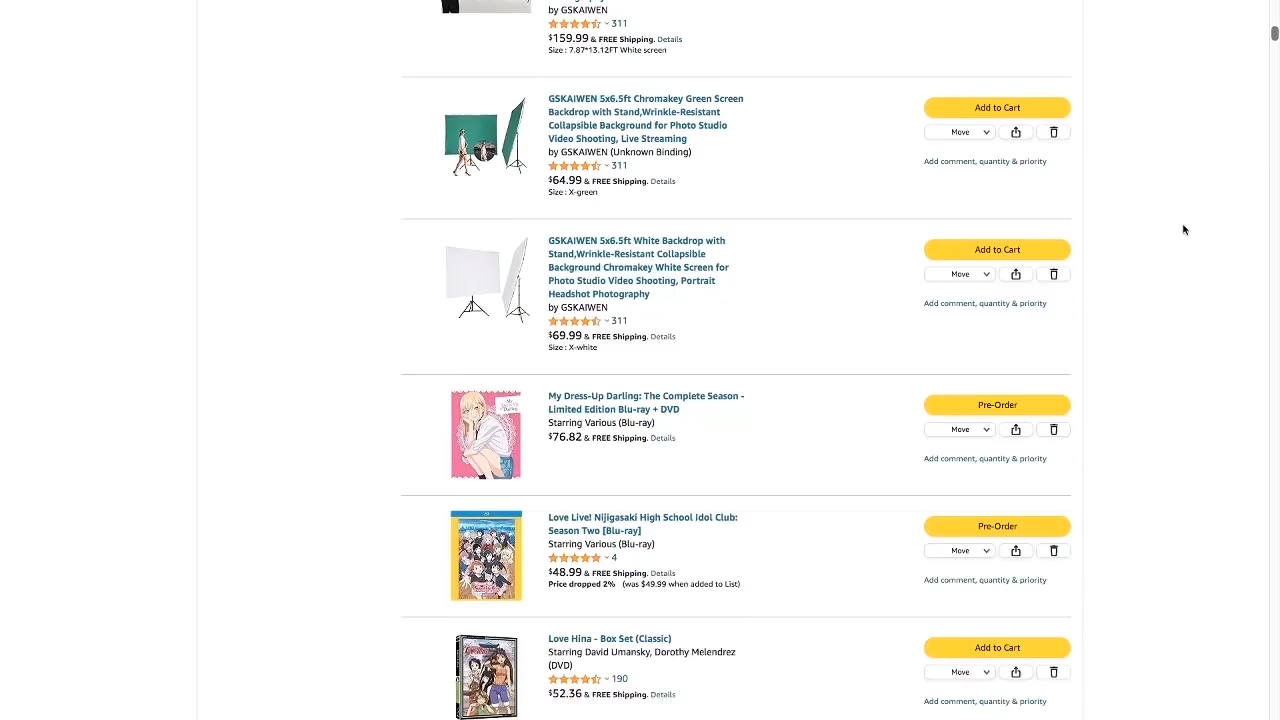 by GSKAIWEN
311
$159.99 & FREE Shipping. Details
Size : 7.87*13.12FT White screen
GSKAIWEN 5x6.5ft Chromakey Green Screen
Backdrop with Stand,Wrinkle-Resistant
Collapsible Background for Photo Studio
Video Shooting, Live Streaming
by GSKAIWEN (Unknown Binding)
311
$64.99 & FREE Shipping. Details
Size : X-green
Add to Cart
Move
Add comment, quantity & priority
GSKAIWEN 5x6.5ft White Backdrop with
Stand,Wrinkle-Resistant Collapsible
Background Chromakey White Screen for
Photo Studio Video Shooting, Portrait
Headshot Photography
by GSKAIWEN
311
$69.99 & FREE Shipping. Details
Size : X-white
Add to Cart
Move
Add comment, quantity & priority
My Dress-Up Darling: The Complete Season -
Limited Edition Blu-ray + DVD
Starring Various (Blu-ray)
$76.82 & FREE Shipping. Details
Pre-Order
Move
Add comment, quantity & priority
Love Live! Nijigasaki High School Idol Club:
Season Two [Blu-ray]
Starring Various (Blu-ray)
4
$48.99 & FREE Shipping. Details
Price dropped 2% (was $49.99 when added to List)
Pre-Order
Move
Add comment, quantity & priority
Love Hina - Box Set (Classic)
Starring David Umansky, Dorothy Melendrez
(DVD)
190
$52.36 & FREE Shipping. Details
Add to Cart
Move
Add comment, quantity & priority